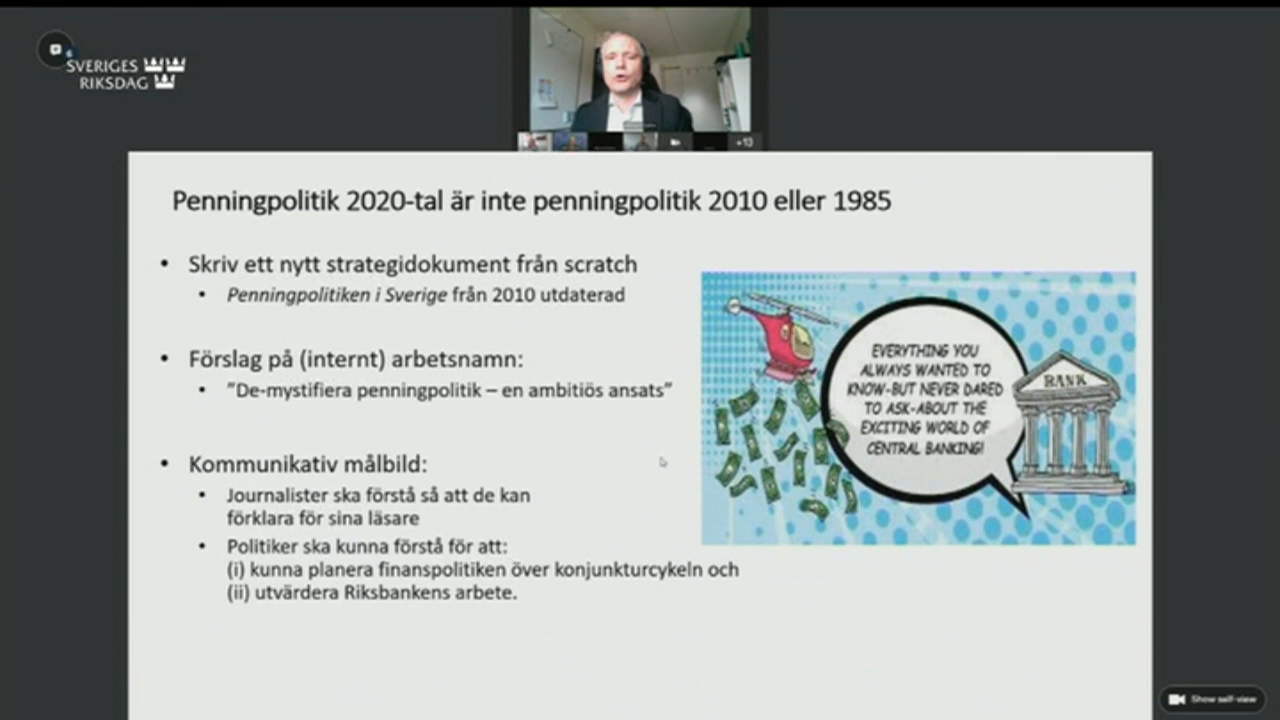 SVERIGES
RIKSDAG
+13
Penningpolitik 2020-tal är inte penningpolitik 2010 eller 1985
• Skriv ett nytt strategidokument från scratch
• Penningpolitiken i Sverige från 2010 utdaterad
• Förslag på (internt) arbetsnamn:
• ”De-mystifiera penningpolitik – en ambitiös ansats”
• Kommunikativ målbild:
• Journalister ska förstå så att de kan
förklara för sina läsare
• Politiker ska kunna förstå för att:
(i) kunna planera finanspolitiken över konjunkturcykeln och
(ii) utvärdera Riksbankens arbete.
EVERYTHING YOU
ALWAYS WANTED TO
KNOW-BUT NEVER DARED
TO ASK-ABOUT THE
EXCITING WORLD OF
CENTRAL BANKING!
BANK
Show self-view